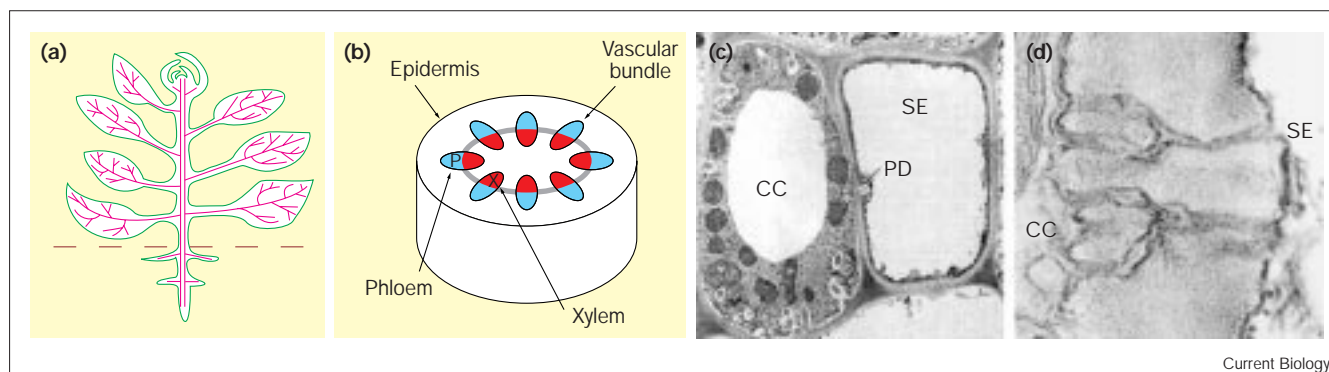 (a)
(b)
Epidermis
Vascular
bundle
P
X
Phloem
Xylem
(c)
CC
SE
PD
(d)
SE
CC
Current Biology